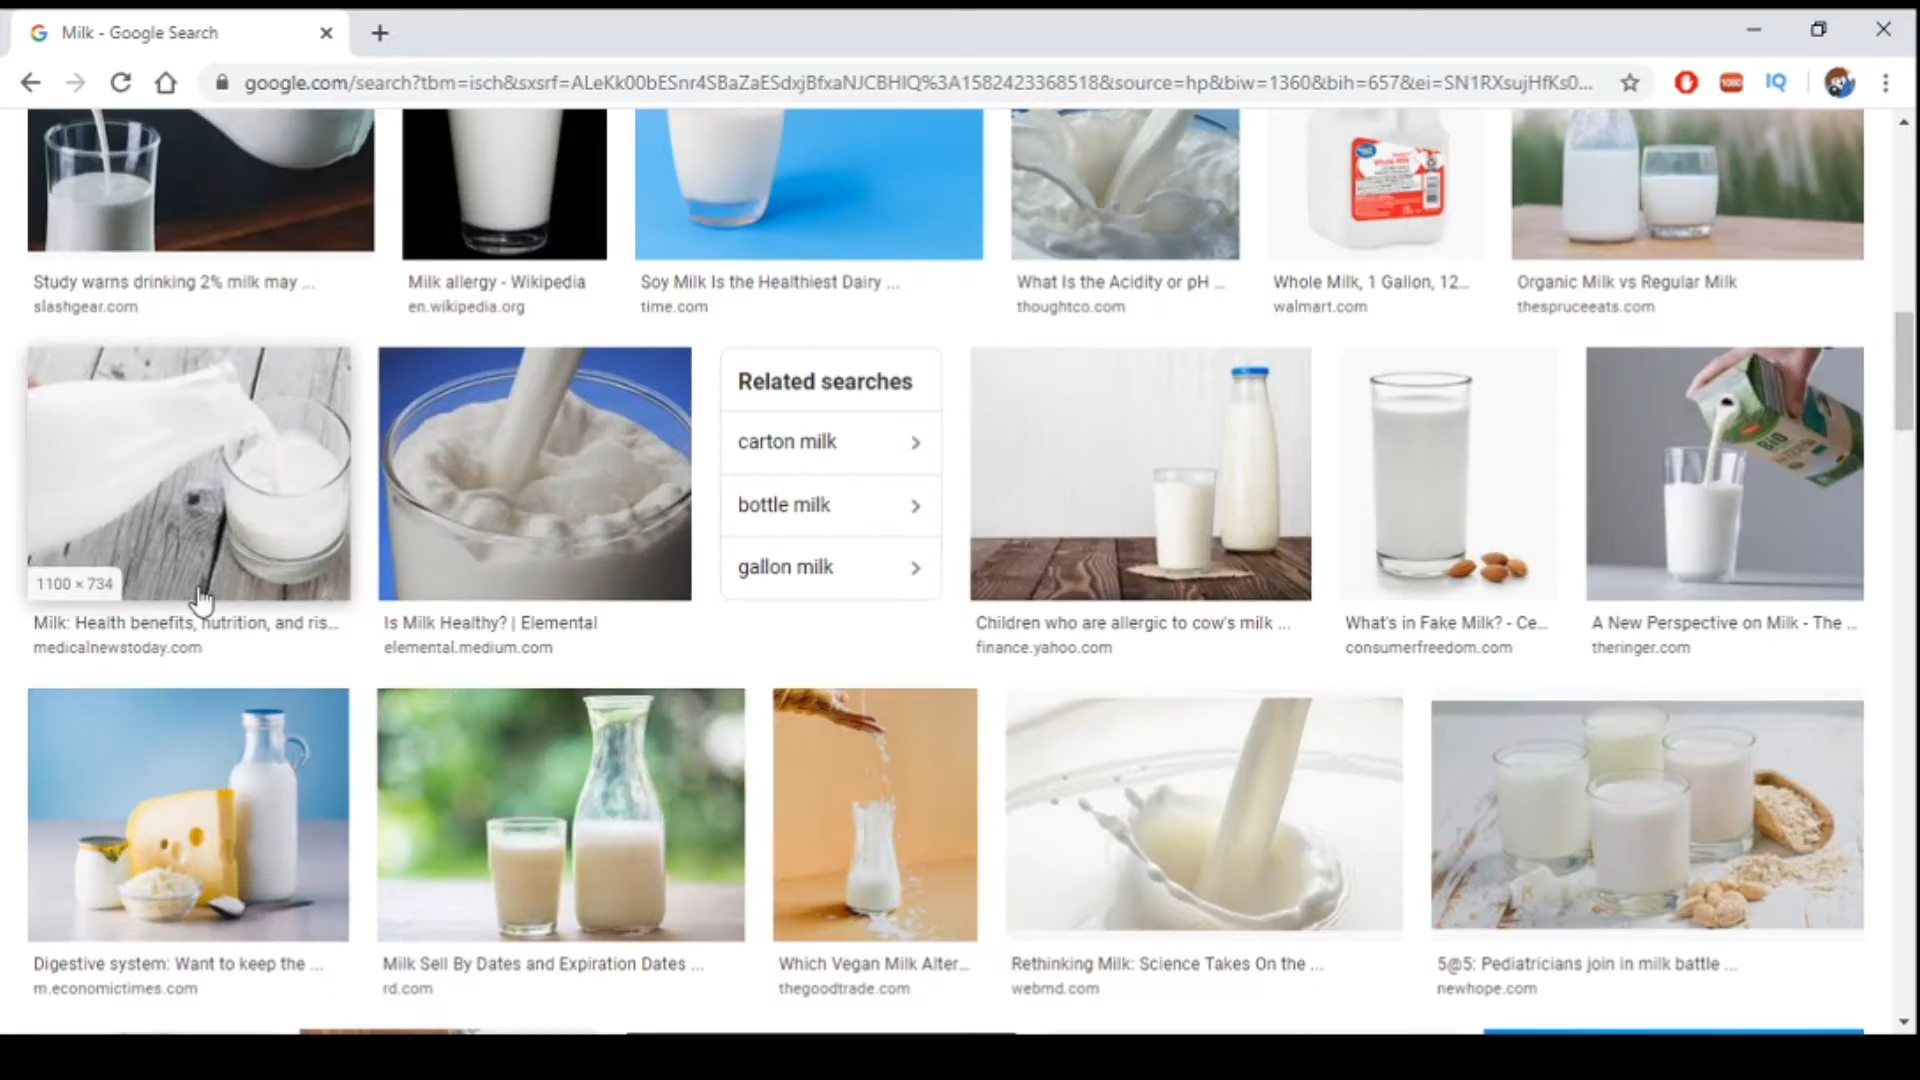 Milk - Google Search
google.com/search?tbm=isch&sxsrf=ALeKk00bESnr4SBaZaESdxjBfxaNJCBHIQ%3A1582423368518&source=hp&biw=1360&bih=657&ei=SN1RXsujHfKs0...
1080
IQ
Whole Milk
Study warns drinking 2% milk may ...
slashgear.com
Milk allergy - Wikipedia
en.wikipedia.org
Soy Milk Is the Healthiest Dairy ...
time.com
What Is the Acidity or pH ...
thoughtco.com
Whole Milk, 1 Gallon, 12...
walmart.com
Organic Milk vs Regular Milk
thespruceeats.com
Related searches
carton milk
bottle milk
gallon milk
BiO
1100 × 734
Milk: Health benefits, nutrition, and ris...
medicalnewstoday.com
Is Milk Healthy? | Elemental
elemental.medium.com
Children who are allergic to cow's milk ...
finance.yahoo.com
What's in Fake Milk? - Ce...
consumerfreedom.com
A New Perspective on Milk - The ...
theringer.com
Digestive system: Want to keep the ...
m.economictimes.com
Milk Sell By Dates and Expiration Dates ...
rd.com
Which Vegan Milk Alter...
thegoodtrade.com
Rethinking Milk: Science Takes On the ...
webmd.com
5@5: Pediatricians join in milk battle ...
newhope.com